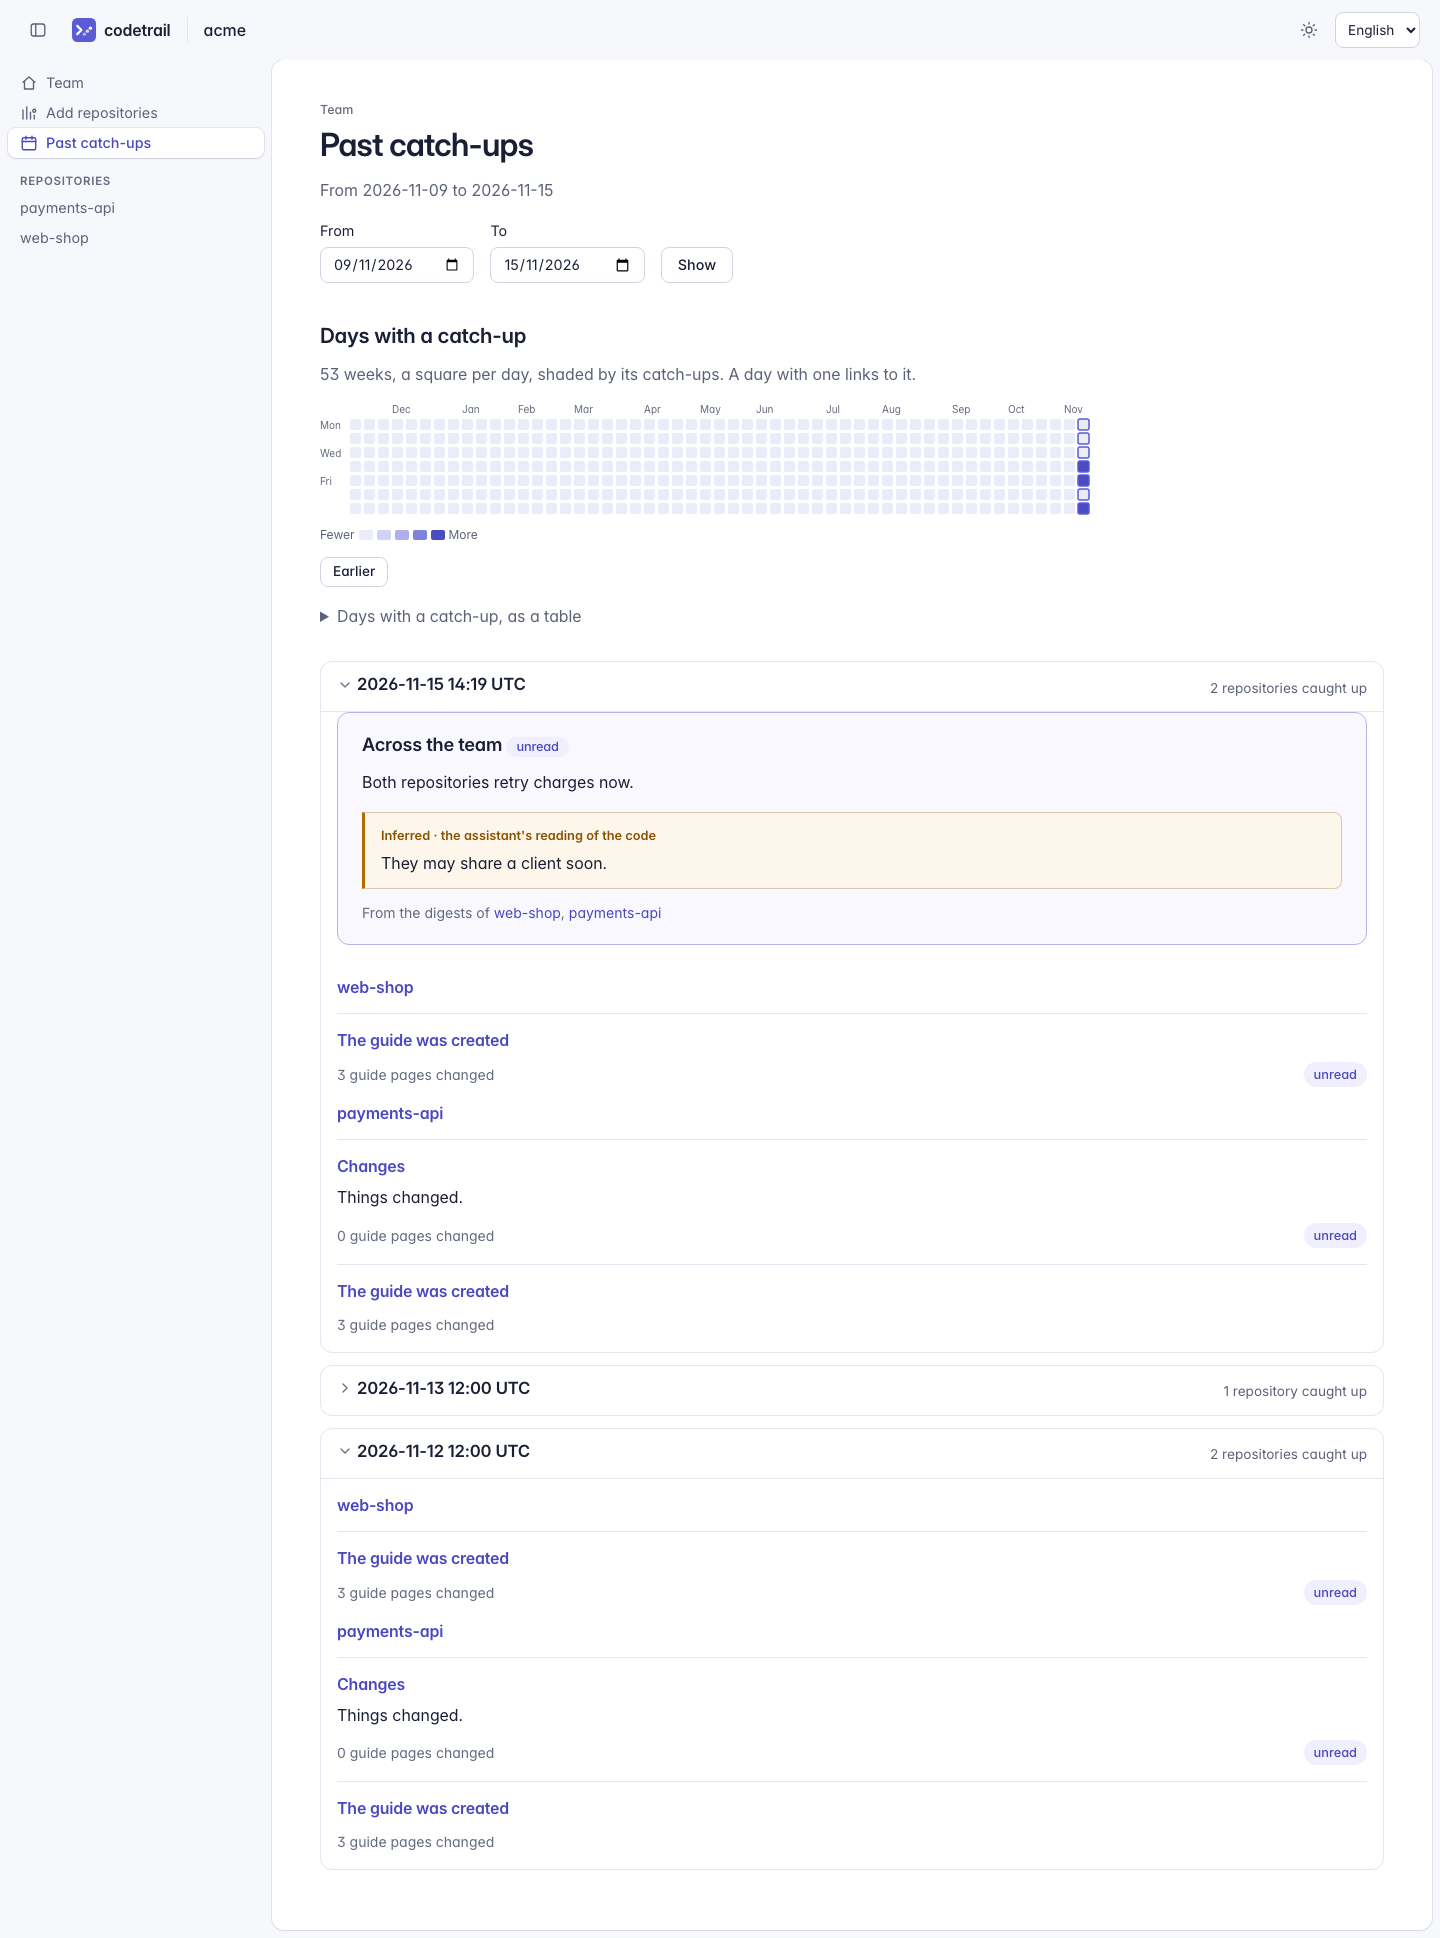 codetrail
acme
English
Team
Add repositories
Past catch-ups
REPOSITORIES
payments-api
web-shop
Team
Past catch-ups
From 2026-11-09 to 2026-11-15
From To
09/11/2026 15/11/2026 Show
Days with a catch-up
53 weeks, a square per day, shaded by its catch-ups. A day with one links to it.
Dec Jan Feb Mar Apr May Jun Jul Aug Sep Oct Nov
Mon
Wed
Fri
Fewer More
Earlier
Days with a catch-up, as a table
2026-11-15 14:19 UTC 2 repositories caught up
Across the team unread
Both repositories retry charges now.
Inferred · the assistant's reading of the code
They may share a client soon.
From the digests of web-shop, payments-api
web-shop
The guide was created
3 guide pages changed unread
payments-api
Changes
Things changed.
0 guide pages changed unread
The guide was created
3 guide pages changed
2026-11-13 12:00 UTC 1 repository caught up
2026-11-12 12:00 UTC 2 repositories caught up
web-shop
The guide was created
3 guide pages changed unread
payments-api
Changes
Things changed.
0 guide pages changed unread
The guide was created
3 guide pages changed